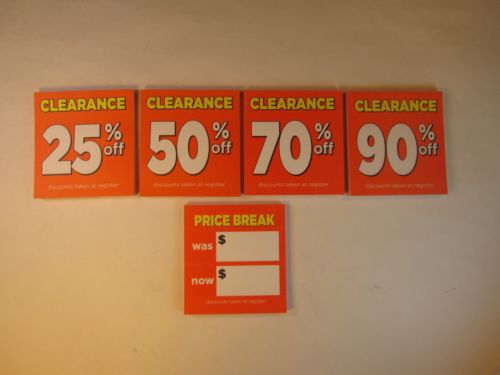 CLEARANCE
25% off
discounts taken at register
CLEARANCE
50% off
discounts taken at register
CLEARANCE
70% off
discounts taken at register
CLEARANCE
90% off
discounts taken at register
PRICE BREAK
was $
now $
discounts taken at register